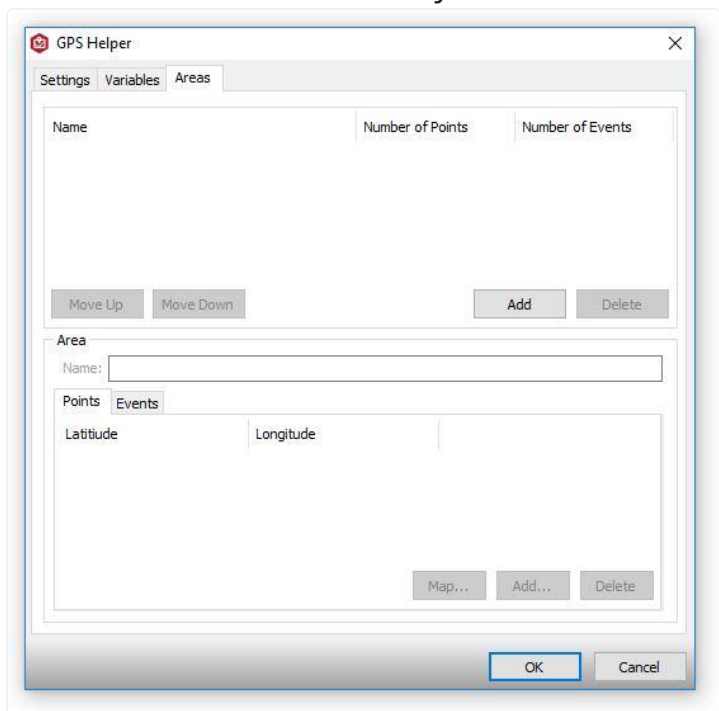 GPS Helper
Settings Variables Areas
Name Number of Points Number of Events
Move Up Move Down Add Delete
Area
Name:
Points Events
Latitiude Longitude
Map... Add... Delete
OK Cancel